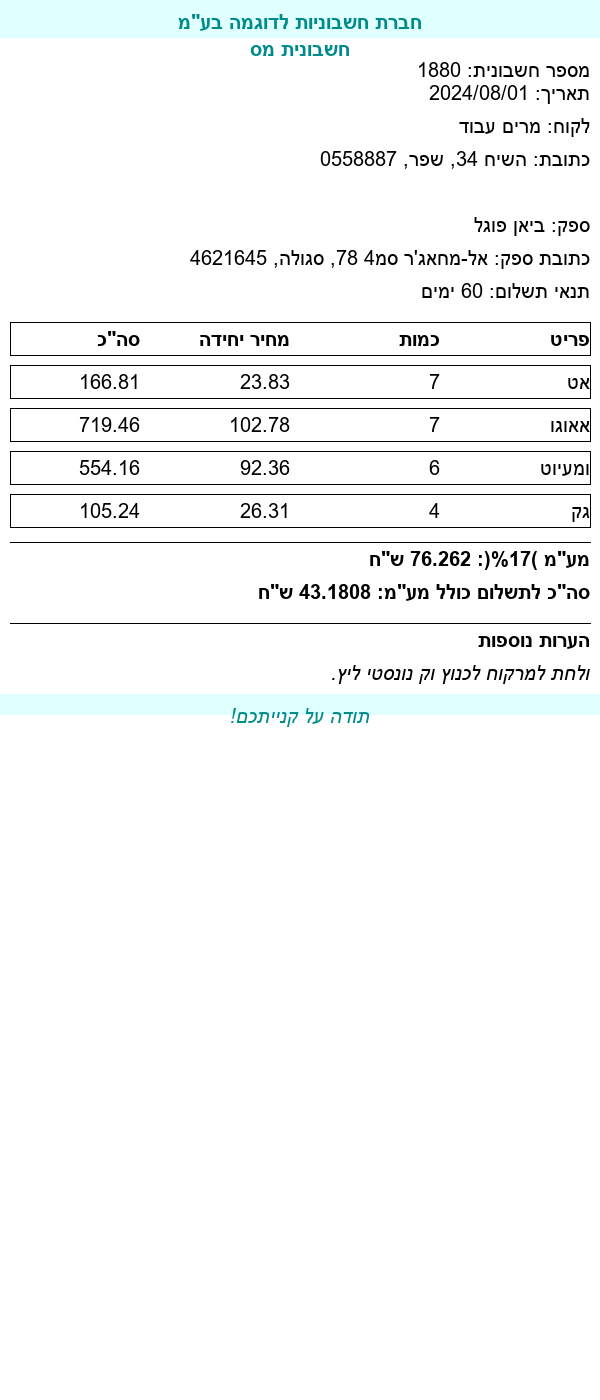 חברת חשבוניות לדוגמה בע"מ
חשבונית מס
מספר חשבונית: 1880
תאריך: 2024/08/01
לקוח: מרים עבוד
כתובת: השיח 34, שפר, 0558887
ספק: ביאן פוגל
כתובת ספק: אל-מחאג'ר סמ4 78, סגולה, 4621645
תנאי תשלום: 60 ימים
פריט כמות מחיר יחידה סה"כ
אט 7 23.83 166.81
אאוגו 7 102.78 719.46
ומעיוט 6 92.36 554.16
גק 4 26.31 105.24
מע"מ )17%(: 76.262 ש"ח
סה"כ לתשלום כולל מע"מ: 43.1808 ש"ח
הערות נוספות
ולחת למרקוח לכנוץ וק נונסטי ליץ.
תודה על קנייתכם!